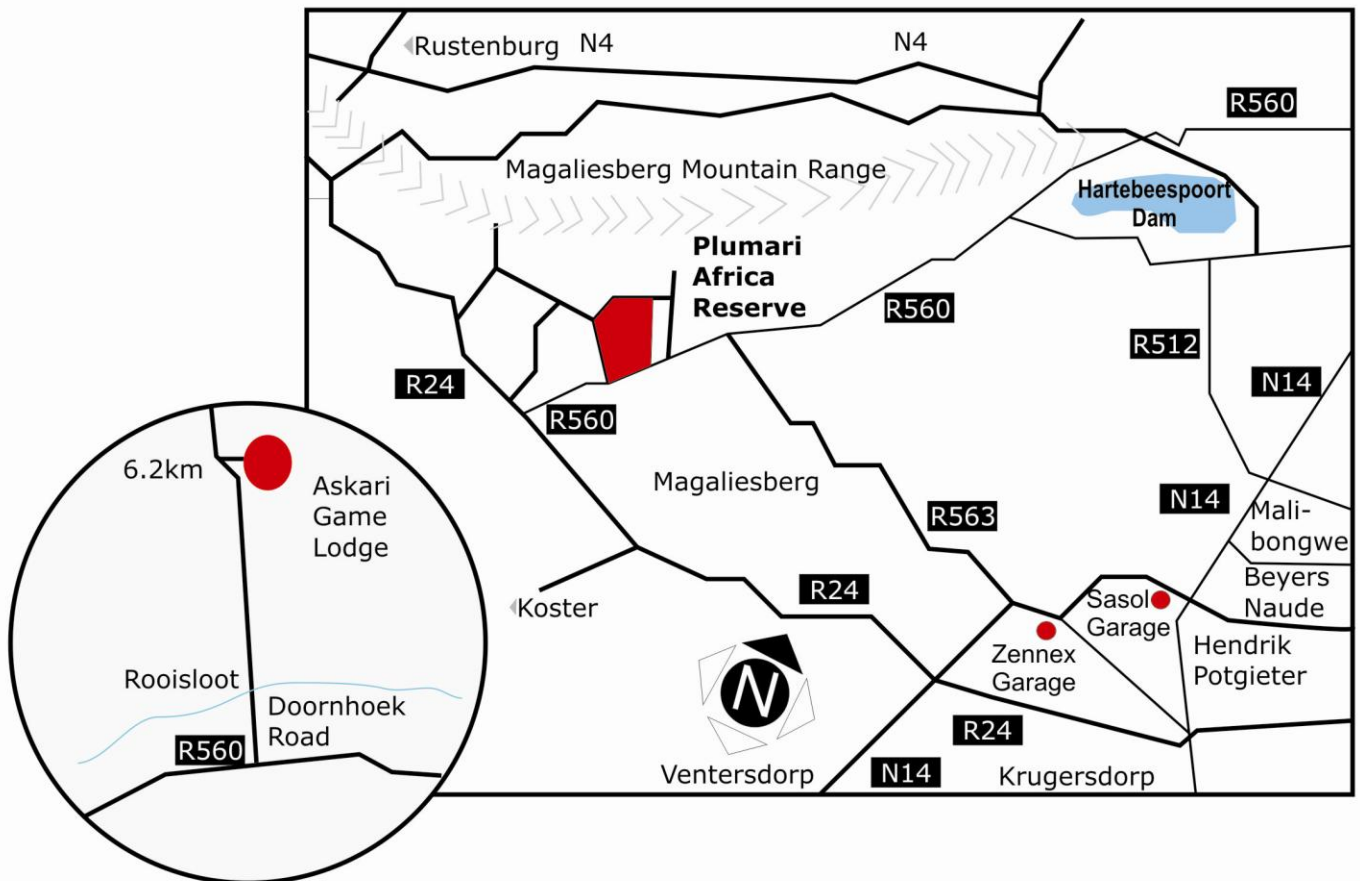 Rustenburg
N4
N4
R560
Magaliesberg Mountain Range
Hartebeespoort
Dam
Plumari
Africa
Reserve
R560
R512
R24
N14
R560
6.2km
Askari
Game
Lodge
Magaliesberg
N14
R563
Mali-
bongwe
Beyers
Naude
Koster
R24
Sasol
Garage
Zennex
Garage
Hendrik
Potgieter
N
Rooisloot
Doornhoek
Road
R560
R24
Ventersdorp
N14
Krugersdorp